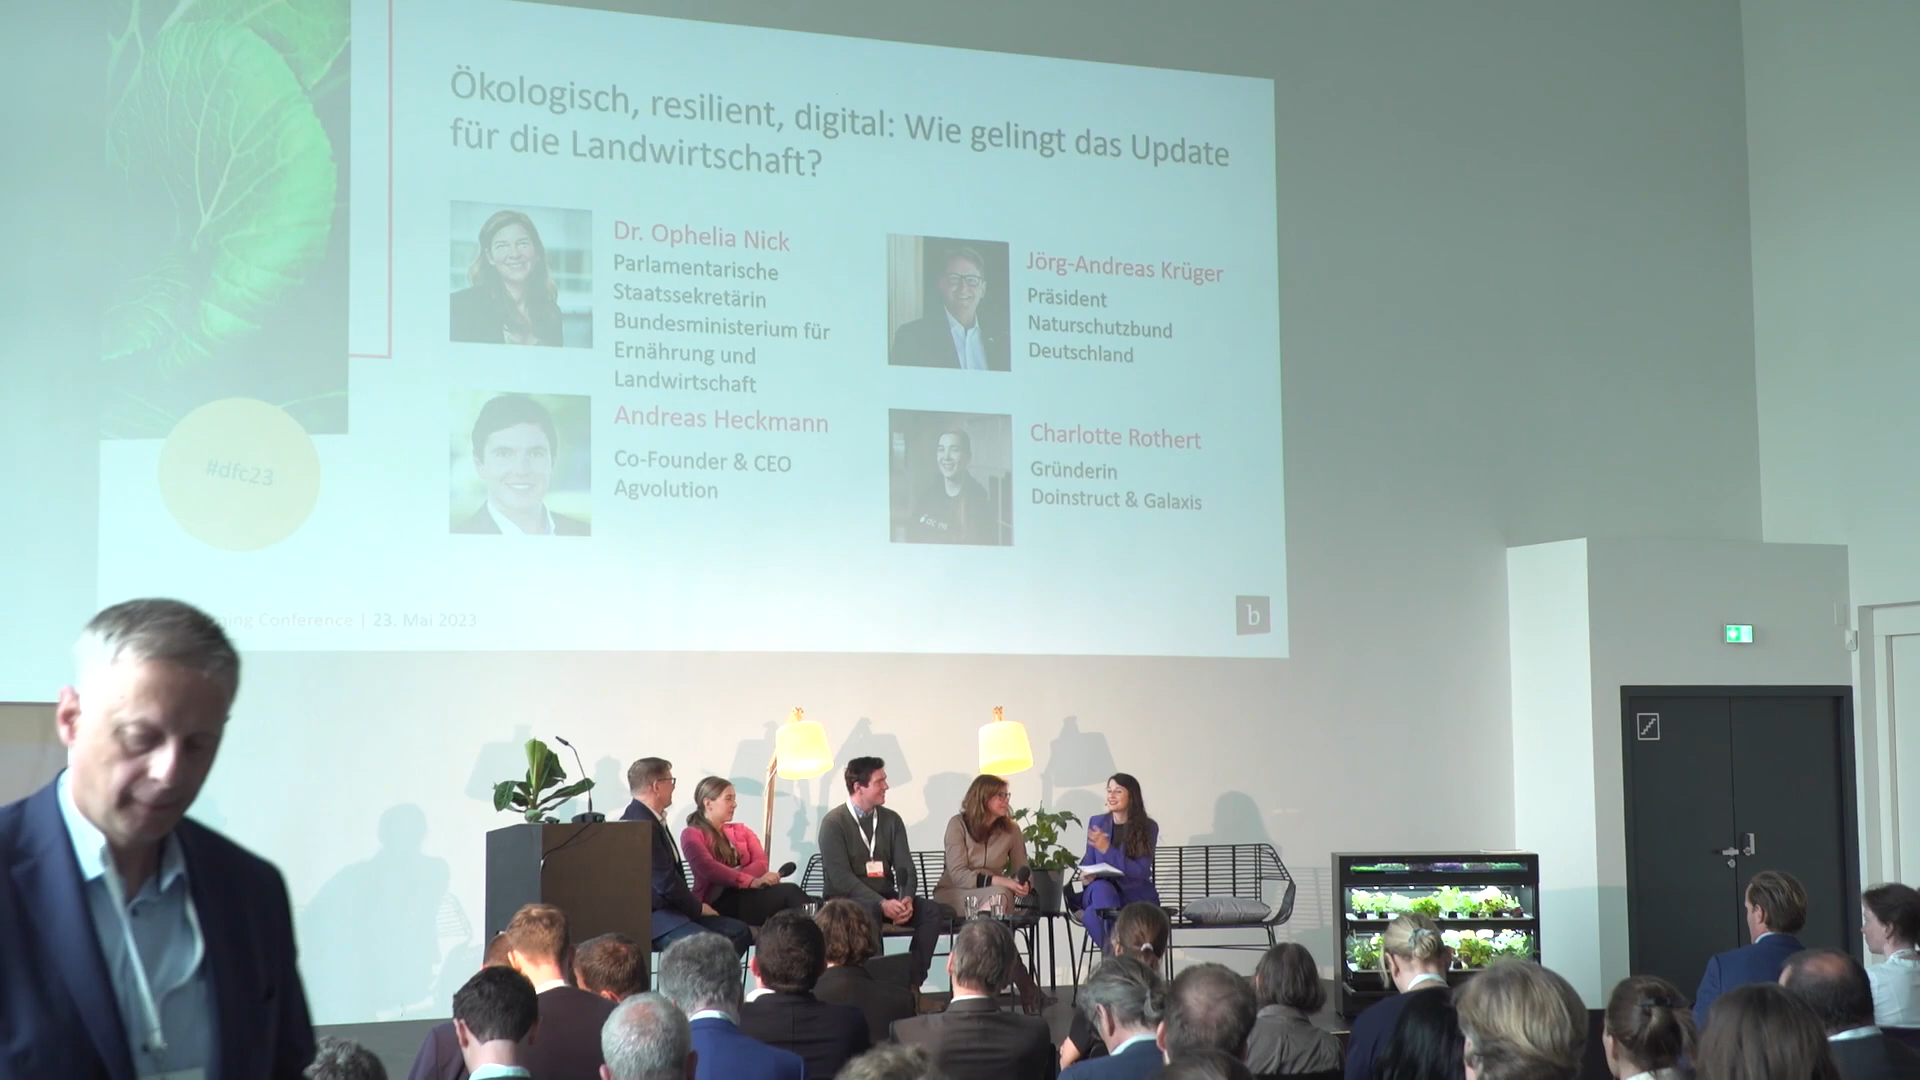 Ökologisch, resilient, digital: Wie gelingt das Update
für die Landwirtschaft?
Dr. Ophelia Nick
Parlamentarische
Staatssekretärin
Bundesministerium für
Ernährung und
Landwirtschaft
Jörg-Andreas Krüger
Präsident
Naturschutzbund
Deutschland
Andreas Heckmann
Co-Founder & CEO
Agvolution
Charlotte Rothert
Gründerin
Doinstruct & Galaxis
#dfc23
Conference | 23. Mai 2023
b